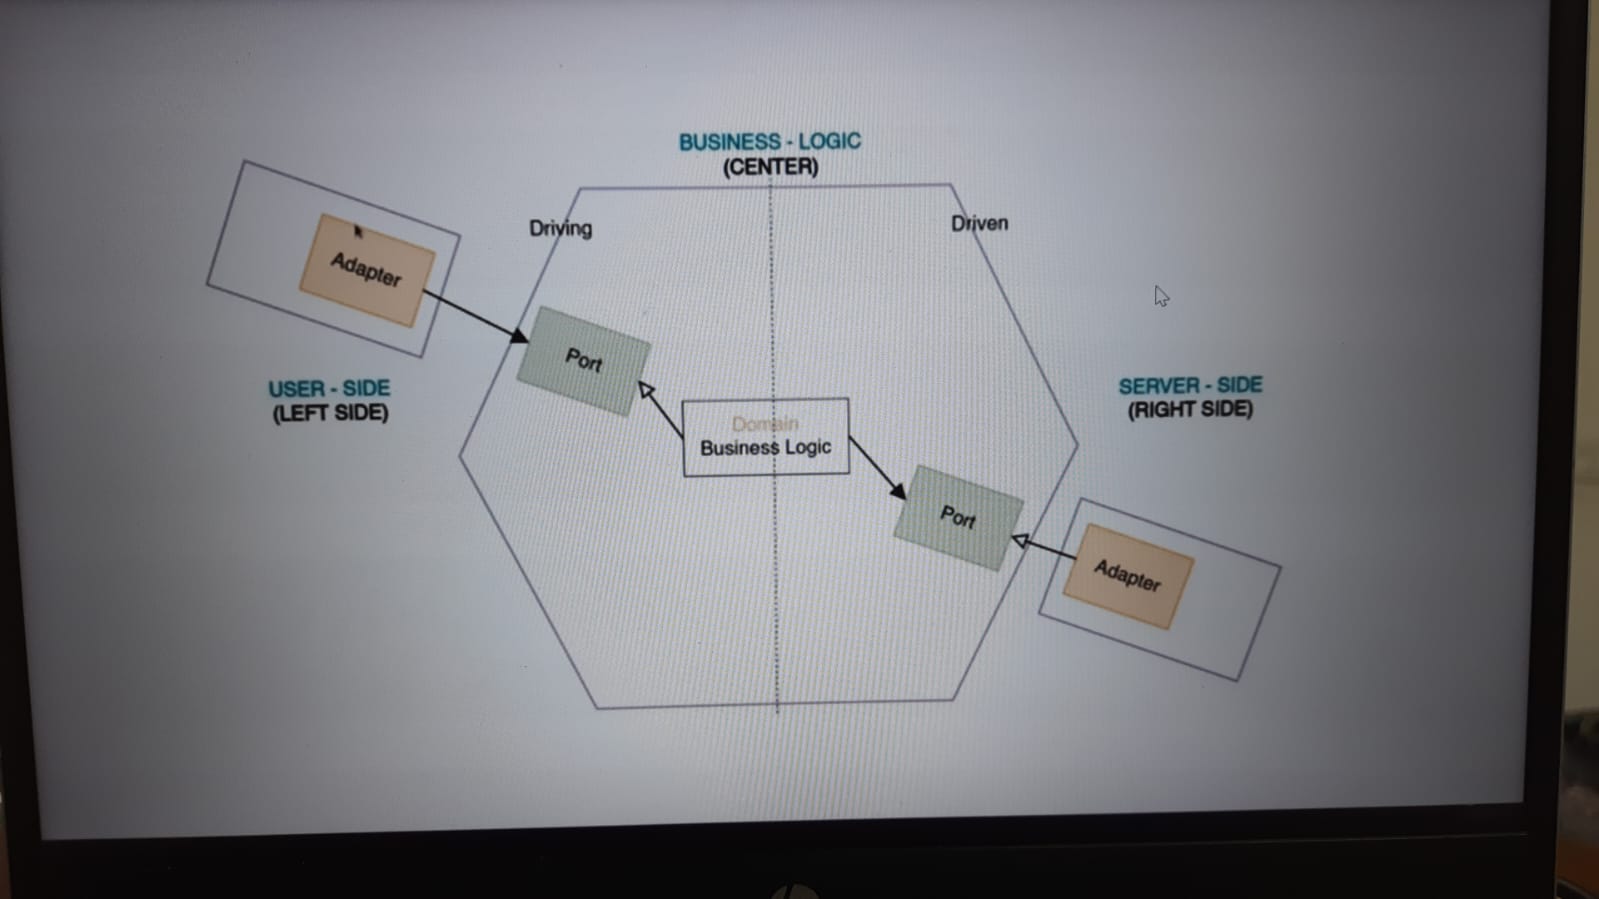 BUSINESS - LOGIC
(CENTER)
Driving
Driven
Adapter
Port
USER - SIDE
(LEFT SIDE)
Domain
Business Logic
SERVER - SIDE
(RIGHT SIDE)
Port
Adapter